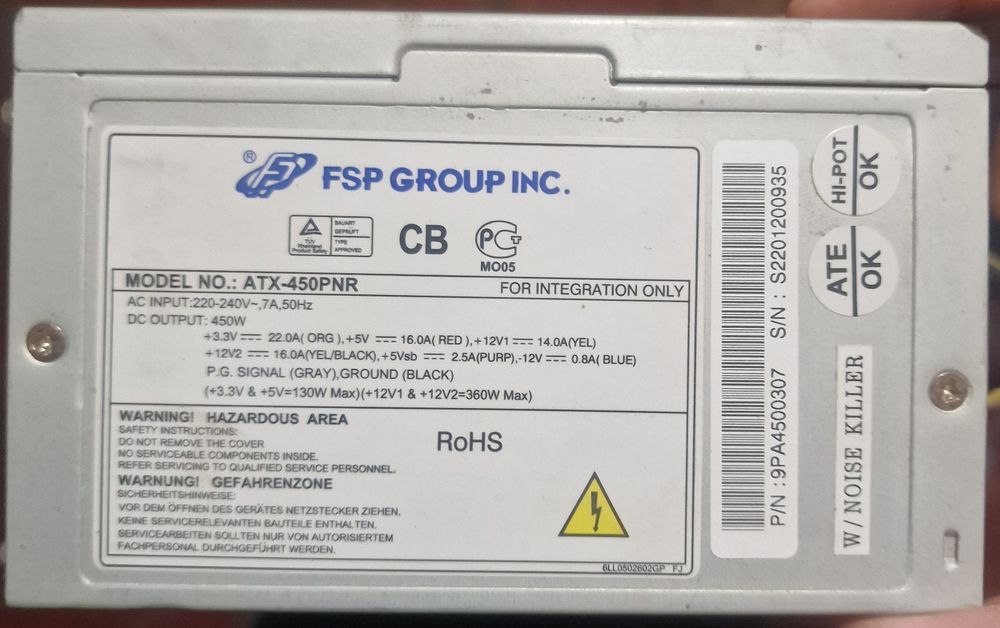 ® FSP GROUP INC.
TÜV Rheinland Product Safety
BAUART GEPRÜFT
TYPE APPROVED
CB
PCT
MO05
MODEL NO.: ATX-450PNR FOR INTEGRATION ONLY
AC INPUT:220-240V~,7A,50Hz
DC OUTPUT: 450W
+3.3V ⎓ 22.0A( ORG ),+5V ⎓ 16.0A( RED ),+12V1 ⎓ 14.0A(YEL)
+12V2 ⎓ 16.0A(YEL/BLACK),+5Vsb ⎓ 2.5A(PURP),-12V ⎓ 0.8A( BLUE)
P.G. SIGNAL (GRAY),GROUND (BLACK)
(+3.3V & +5V=130W Max)(+12V1 & +12V2=360W Max)
WARNING! HAZARDOUS AREA
SAFETY INSTRUCTIONS:
DO NOT REMOVE THE COVER
NO SERVICEABLE COMPONENTS INSIDE.
REFER SERVICING TO QUALIFIED SERVICE PERSONNEL.
WARNUNG! GEFAHRENZONE
SICHERHEITSHINWEISE:
VOR DEM ÖFFNEN DES GERÄTES NETZSTECKER ZIEHEN.
KEINE SERVICERELEVANTEN BAUTEILE ENTHALTEN.
SERVICEARBEITEN SOLLTEN NUR VON AUTORISIERTEM
FACHPERSONAL DURCHGEFÜHRT WERDEN.
RoHS
6LL0502602GP FJ
P/N :9PA4500307 S/N : S2201200935
HI-POT OK
ATE OK
W/NOISE KILLER